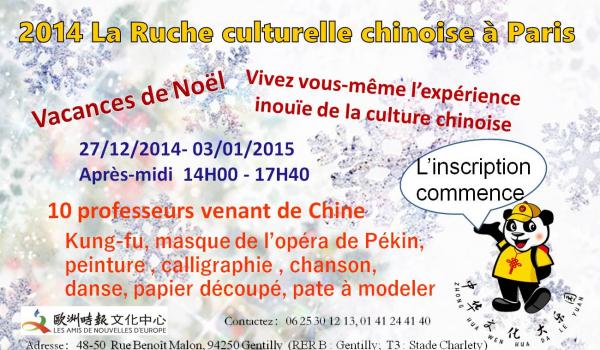 2014 La Ruche culturelle chinoise à Paris
Vacances de Noël
Vivez vous-même l'expérience
inouïe de la culture chinoise
27/12/2014- 03/01/2015
Après-midi 14H00 - 17H40
L'inscription
commence
10 professeurs venant de Chine
Kung-fu, masque de l'opéra de Pékin,
peinture , calligraphie , chanson,
danse, papier découpé, pate à modeler
中华文化大乐园
ZHONG HUA WEN HUA DA LE YUAN
歐洲時報文化中心
LES AMIS DE NOUVELLES D'EUROPE
Contactez: 06 25 30 12 13, 01 41 24 41 40
Adresse: 48-50 Rue Benoit Malon, 94250 Gentilly (RER B : Gentilly; T3 : Stade Charlety)